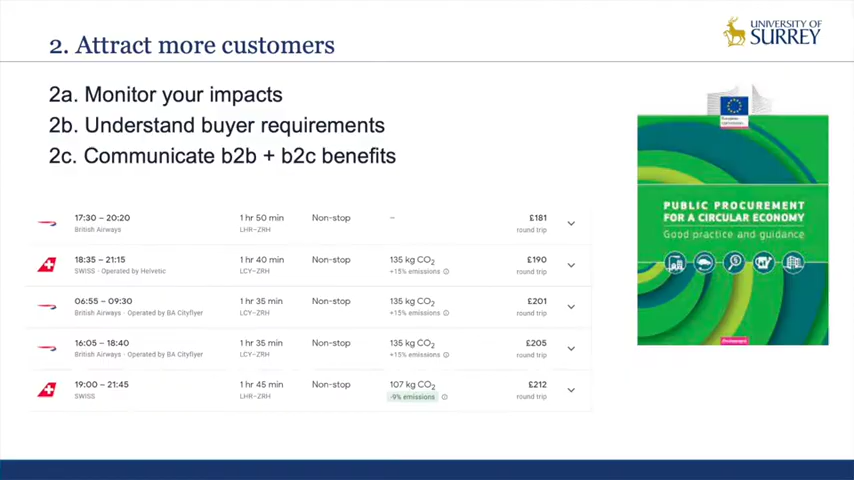 2. Attract more customers
UNIVERSITY OF
SURREY
2a. Monitor your impacts
2b. Understand buyer requirements
2c. Communicate b2b + b2c benefits
17:30 – 20:20 1 hr 50 min Non-stop – £181
British Airways LHR–ZRH round trip
18:35 – 21:15 1 hr 40 min Non-stop 135 kg CO2 £190
SWISS · Operated by Helvetic LCY–ZRH +15% emissions round trip
06:55 – 09:30 1 hr 35 min Non-stop 135 kg CO2 £201
British Airways · Operated by BA Cityflyer LCY–ZRH +15% emissions round trip
16:05 – 18:40 1 hr 35 min Non-stop 135 kg CO2 £205
British Airways · Operated by BA Cityflyer LCY–ZRH +15% emissions round trip
19:00 – 21:45 1 hr 45 min Non-stop 107 kg CO2 £212
SWISS LHR–ZRH -9% emissions round trip
PUBLIC PROCUREMENT
FOR A CIRCULAR ECONOMY
Good practice and guidance